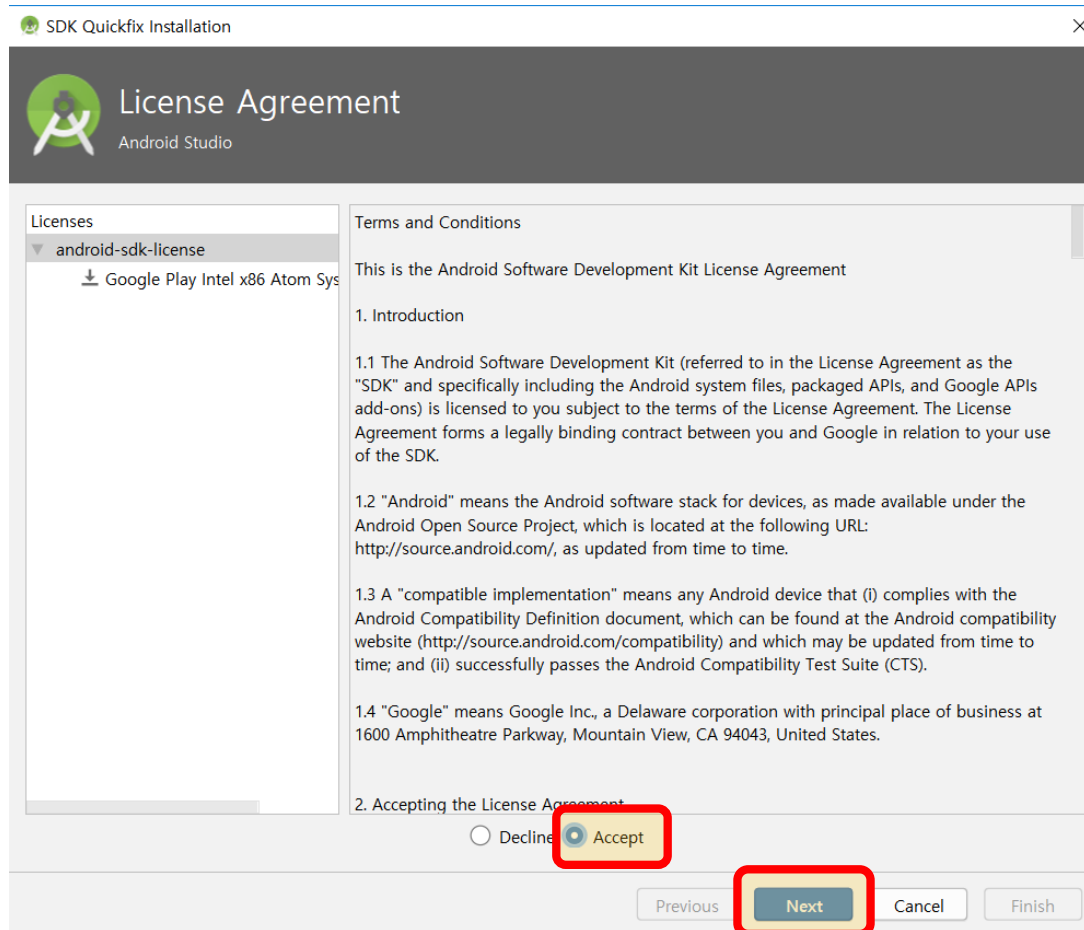 SDK Quickfix Installation
License Agreement
Android Studio
Licenses
android-sdk-license
Google Play Intel x86 Atom Sys
Terms and Conditions
This is the Android Software Development Kit License Agreement
1. Introduction
1.1 The Android Software Development Kit (referred to in the License Agreement as the
"SDK" and specifically including the Android system files, packaged APIs, and Google APIs
add-ons) is licensed to you subject to the terms of the License Agreement. The License
Agreement forms a legally binding contract between you and Google in relation to your use
of the SDK.
1.2 "Android" means the Android software stack for devices, as made available under the
Android Open Source Project, which is located at the following URL:
http://source.android.com/, as updated from time to time.
1.3 A "compatible implementation" means any Android device that (i) complies with the
Android Compatibility Definition document, which can be found at the Android compatibility
website (http://source.android.com/compatibility) and which may be updated from time to
time; and (ii) successfully passes the Android Compatibility Test Suite (CTS).
1.4 "Google" means Google Inc., a Delaware corporation with principal place of business at
1600 Amphitheatre Parkway, Mountain View, CA 94043, United States.
2. Accepting the License Agreement
Decline Accept
Previous Next Cancel Finish